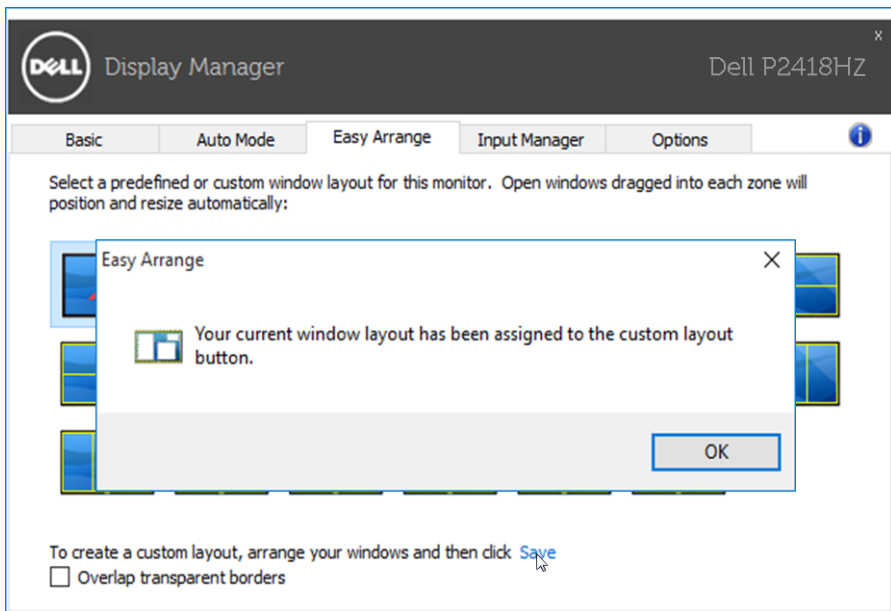 DELL Display Manager
x
Dell P2418HZ
Basic Auto Mode Easy Arrange Input Manager Options
Select a predefined or custom window layout for this monitor. Open windows dragged into each zone will
position and resize automatically:
Easy Arrange
Your current window layout has been assigned to the custom layout
button.
OK
To create a custom layout, arrange your windows and then click Save
Overlap transparent borders